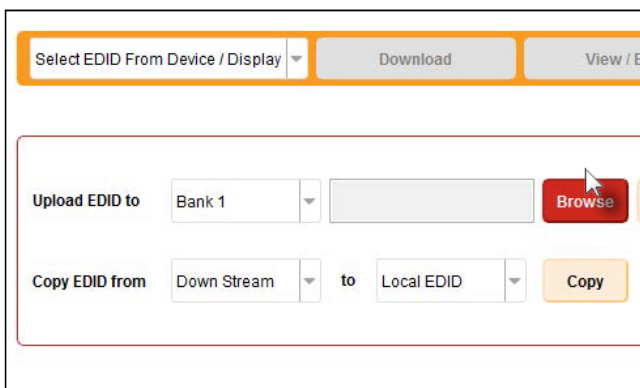 Select EDID From Device / Display Download View / E
Upload EDID to Bank 1 Browse
Copy EDID from Down Stream to Local EDID Copy